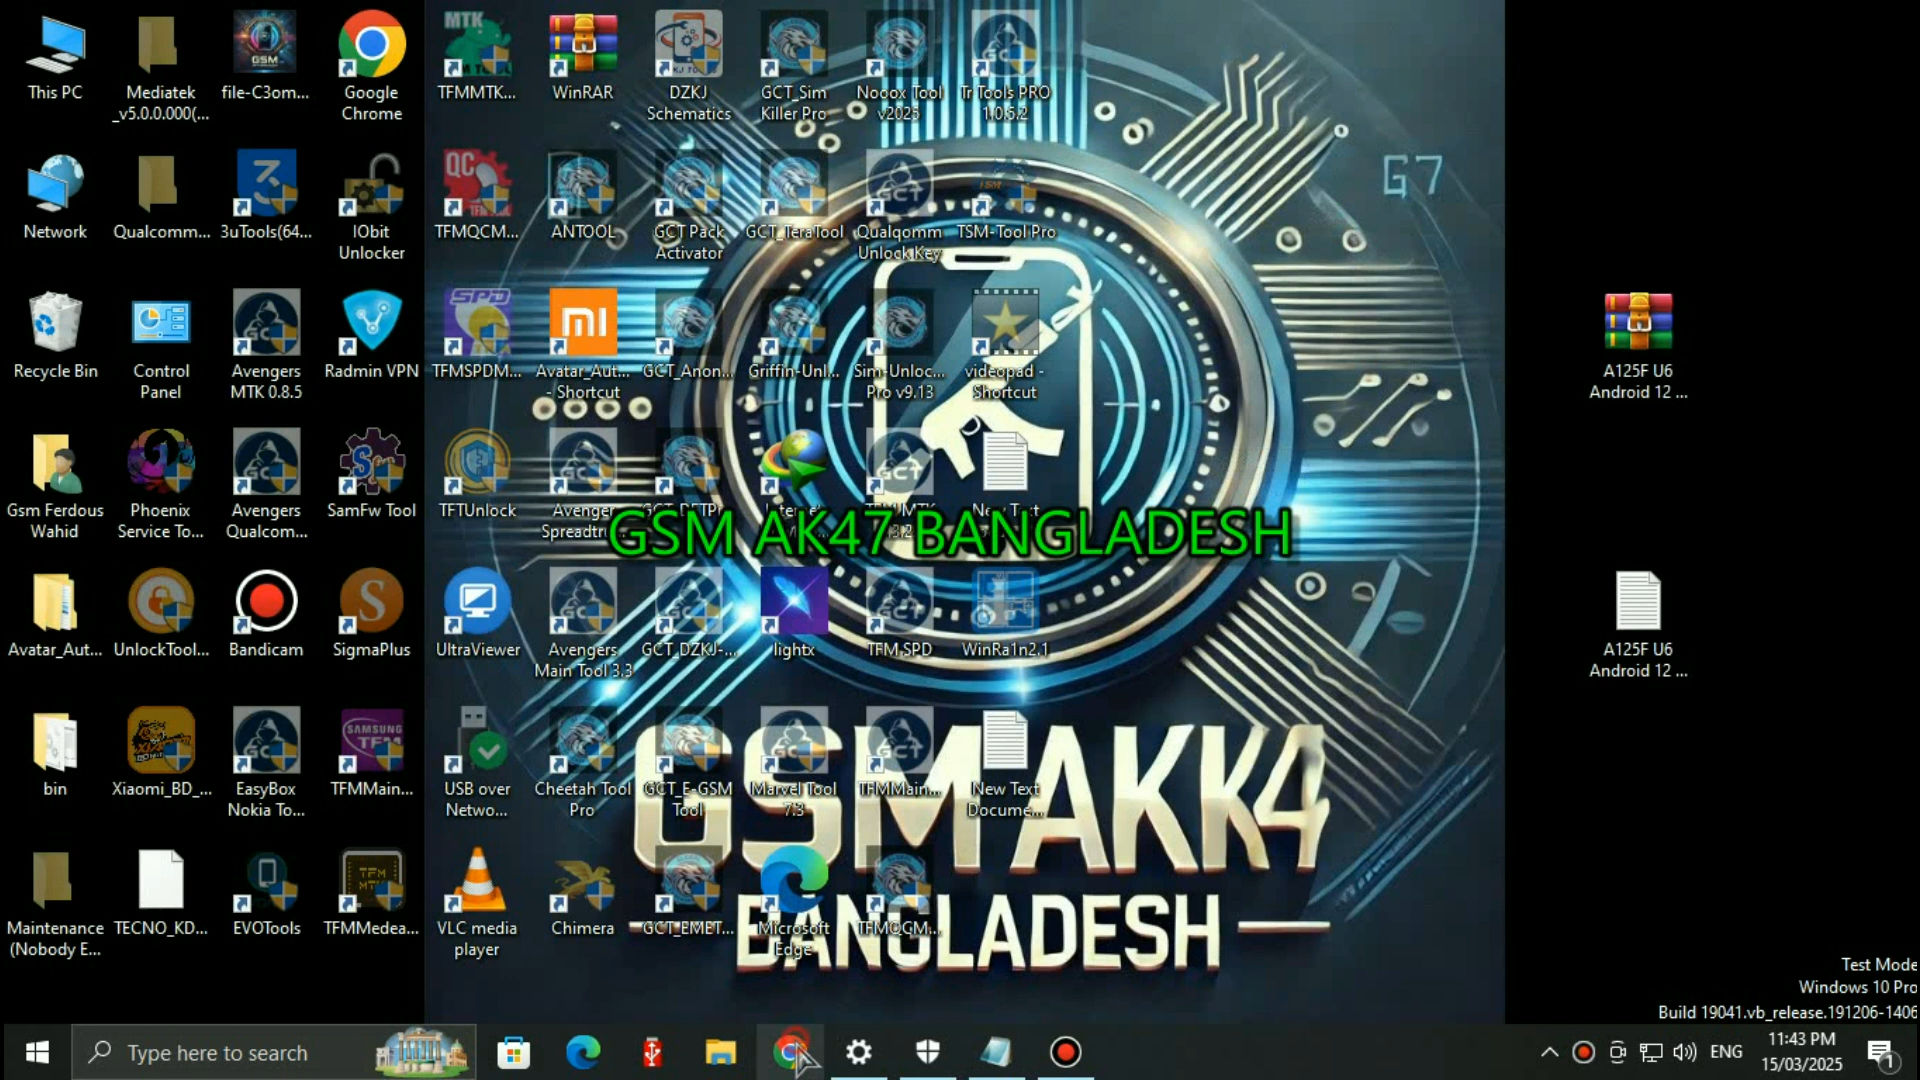 This PC
Mediatek
_v5.0.0.000(...
file-C3om...
Google
Chrome
TFMMTK...
WinRAR
DZKJ
Schematics
GCT_Sim
Killer Pro
Nooox Tool
v2025
Tr Tools PRO
1.0.5.2
G7
Network
Qualcomm...
3uTools(64...
IObit
Unlocker
TFMQCM...
ANTOOL
GCT Pack
Activator
GCT_TeraTool
Qualqomm
Unlock Key
TSM-Tool Pro
Recycle Bin
Control
Panel
Avengers
MTK 0.8.5
Radmin VPN
TFMSPDM...
Avatar_Aut...
- Shortcut
GCT_Anon...
Griffin-Unl...
Sim-Unloc...
Pro v9.13
videopad -
Shortcut
A125F U6
Android 12 ...
Gsm Ferdous
Wahid
Phoenix
Service To...
Avengers
Qualcom...
SamFw Tool
TFTUnlock
GSM AK47 BANGLADESH
Avatar_Aut...
UnlockTool...
Bandicam
SigmaPlus
UltraViewer
Avengers
Main Tool 3.3
GCT_DZKJ-...
lightx
TFM SPD
WinRa1n2.1
A125F U6
Android 12 ...
bin
Xiaomi_BD_...
EasyBox
Nokia To...
TFMMain...
USB over
Netwo...
Cheetah Tool
Pro
GCT_E-GSM
Tool
Marvel Tool
7.3
TFMMain...
New Text
Docume...
GSM AKK4
BANGLADESH
Maintenance
(Nobody E...
TECNO_KD...
EVOTools
TFMMedea...
VLC media
player
Chimera
GCT_EMET...
Microsoft
Edge
TFMQCM...
Test Mode
Windows 10 Pro
Build 19041.vb_release.191206-1406
Type here to search
ENG
11:43 PM
15/03/2025
1